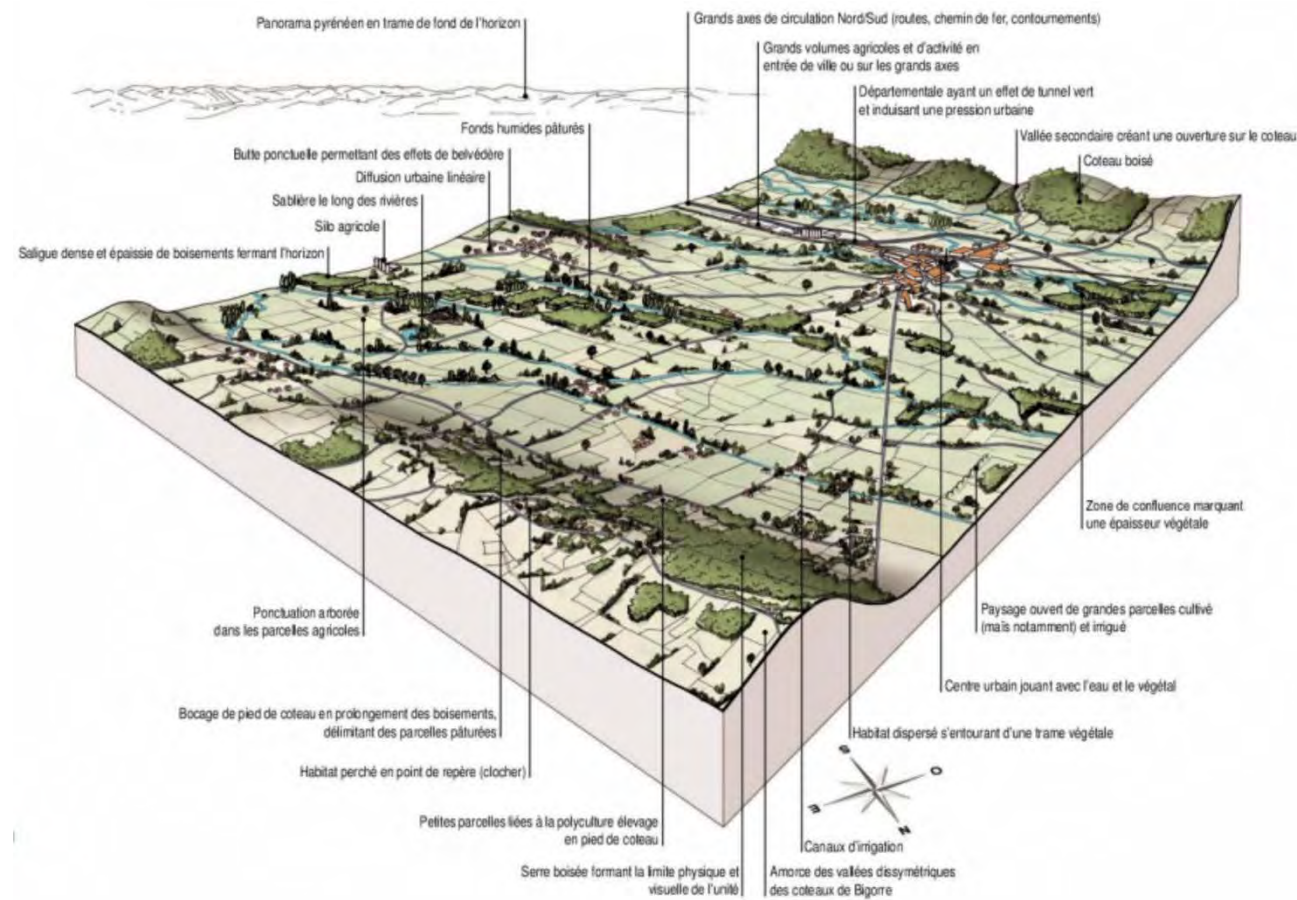 Panorama pyrénéen en trame de fond de l'horizon
Grands axes de circulation Nord/Sud (routes, chemin de fer, contournements)
Grands volumes agricoles et d'activité en
entrée de ville ou sur les grands axes
Départementale ayant un effet de tunnel vert
et induisant une pression urbaine
Fonds humides pâturés
Vallée secondaire créant une ouverture sur le coteau
Butte ponctuelle permettant des effets de belvédère
Coteau boisé
Diffusion urbaine linéaire
Sablière le long des rivières
Silo agricole
Saligue dense et épaissie de boisements fermant l'horizon
Zone de confluence marquant
une épaisseur végétale
Ponctuation arborée
dans les parcelles agricoles
Paysage ouvert de grandes parcelles cultivé
(maïs notamment) et irrigué
Centre urbain jouant avec l'eau et le végétal
Bocage de pied de coteau en prolongement des boisements,
délimitant des parcelles pâturées
Habitat dispersé s'entourant d'une trame végétale
Habitat perché en point de repère (clocher)
S
O
E
N
Petites parcelles liées à la polyculture élevage
en pied de coteau
Canaux d'irrigation
Serre boisée formant la limite physique et
visuelle de l'unité
Amorce des vallées dissymétriques
des coteaux de Bigorre